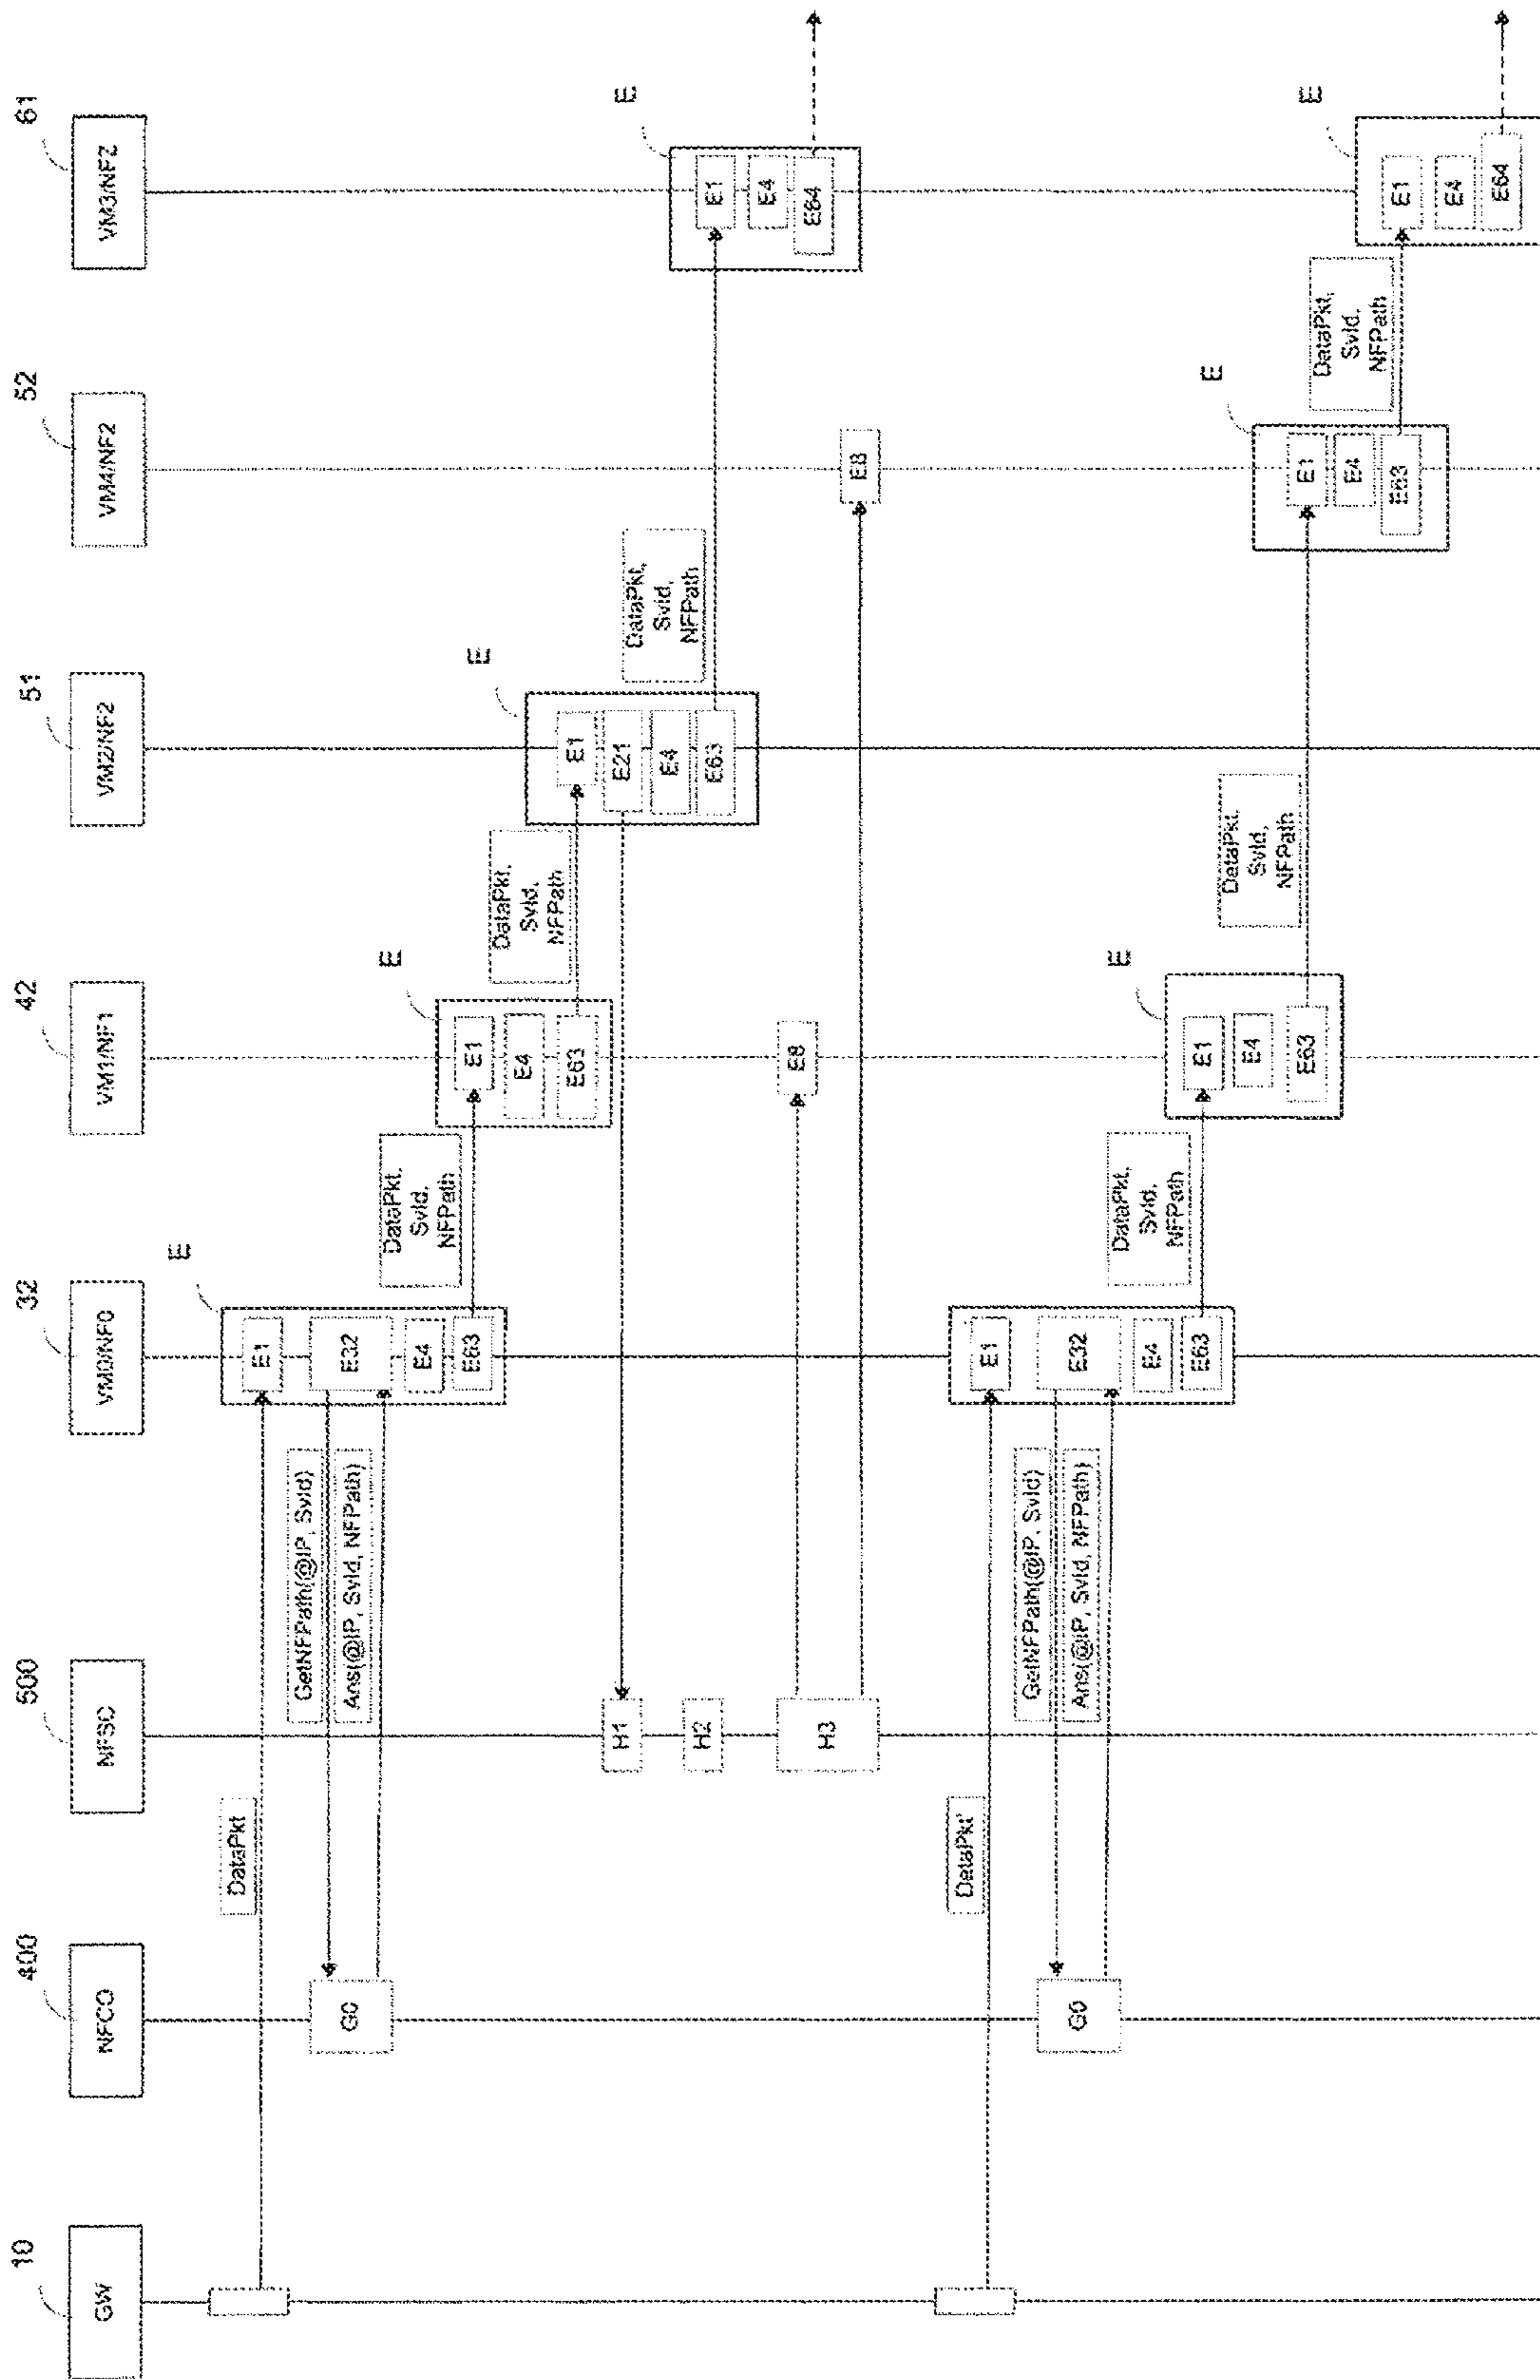 10
400
500
32
42
51
52
61
GW
NFCO
NFSC
VM0/NF0
VM1/NF1
VM2/NF2
VM4/NF2
VM3/NFZ
DataPkt
E
E1
GetNFPath(@IP, SvId)
G0
E32
Ans(@IP, SvId, NFPath)
E4
E63
DataPkt,
SvId,
NFPath
E
E1
E4
E63
DataPkt,
SvId,
NFPath
E
E1
E21
E4
E63
H1
DataPkt,
SvId,
NFPath
E
E1
E4
E64
H2
H3
E8
E8
DataPkt'
E1
GetNFPath(@IP, SvId)
G0
E32
Ans(@IP, SvId, NFPath)
E4
E63
DataPkt,
SvId,
NFPath
E
E1
E4
E63
DataPkt,
SvId,
NFPath
E
E1
E4
E63
DataPkt,
SvId,
NFPath
E
E1
E4
E64